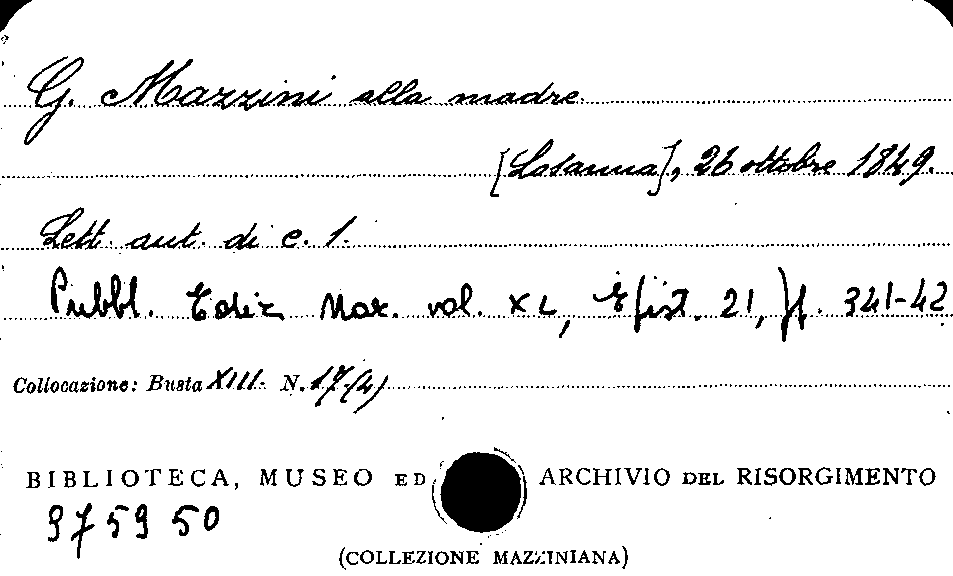 G. Mazzini alla madre
[Losanna], 26 ottobre 1849.
Lett. aut. di c. 1.
Pubbl. Ediz. Naz. vol. XL, Epist. 21, pp. 341-42
Collocazione: Busta XIII. N. 17(4)
BIBLIOTECA, MUSEO ED ARCHIVIO DEL RISORGIMENTO
975950
(COLLEZIONE MAZZINIANA)